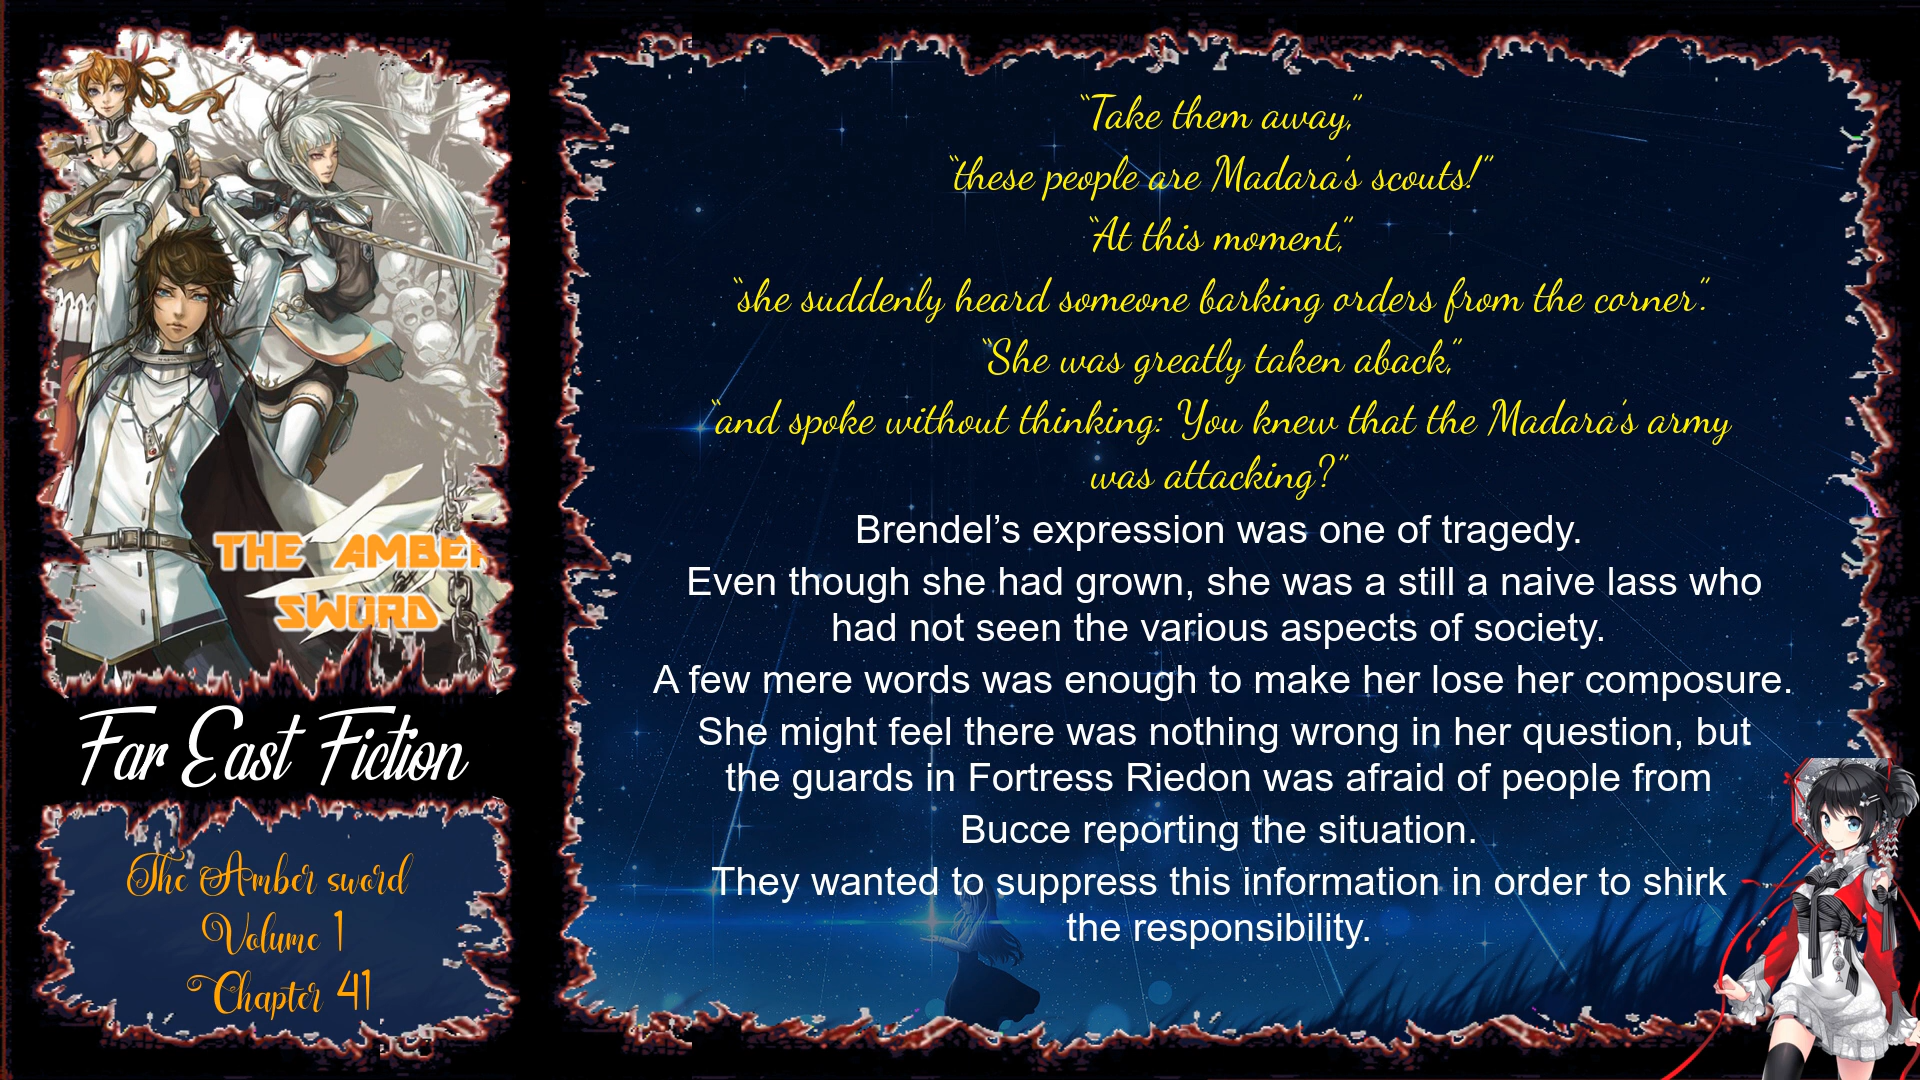 THE AMBER
SWORD
Far East Fiction
The Amber sword
Volume 1
Chapter 41
“Take them away,”
“these people are Madara’s scouts!”
“At this moment,”
“she suddenly heard someone barking orders from the corner”.
“She was greatly taken aback,”
“and spoke without thinking: ‘You knew that the Madara’s army
was attacking?”
Brendel’s expression was one of tragedy.
Even though she had grown, she was a still a naive lass who
had not seen the various aspects of society.
A few mere words was enough to make her lose her composure.
She might feel there was nothing wrong in her question, but
the guards in Fortress Riedon was afraid of people from
Bucce reporting the situation.
They wanted to suppress this information in order to shirk
the responsibility.